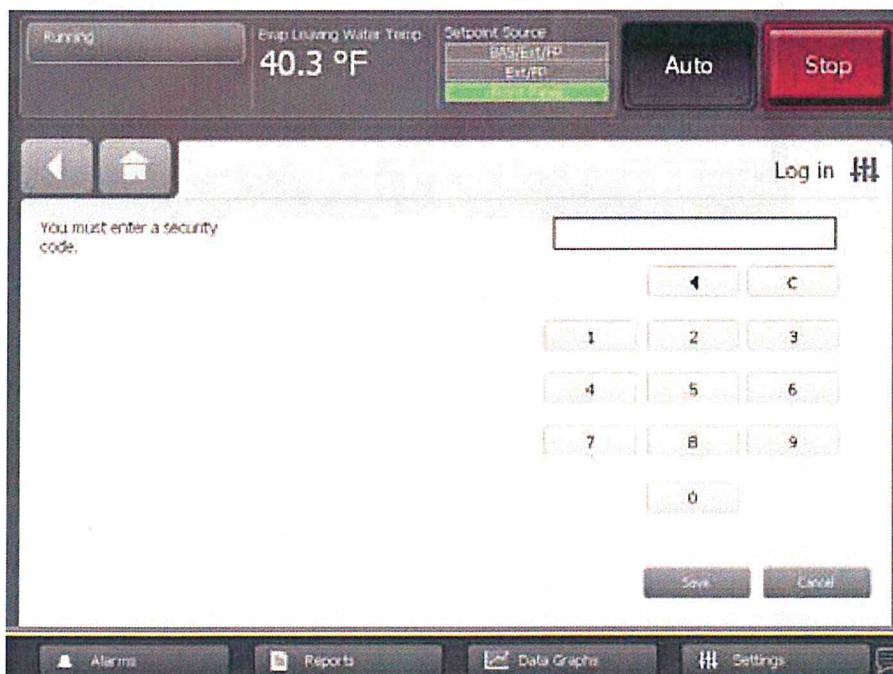 Running
Evap Leaving Water Temp
40.3 °F
Setpoint Source
BAS/Ext/FP
Ext/FP
Front Panel
Auto
Stop
Log in
You must enter a security
code.
C
1 2 3
4 5 6
7 8 9
0
Save Cancel
Alarms Reports Data Graphs Settings